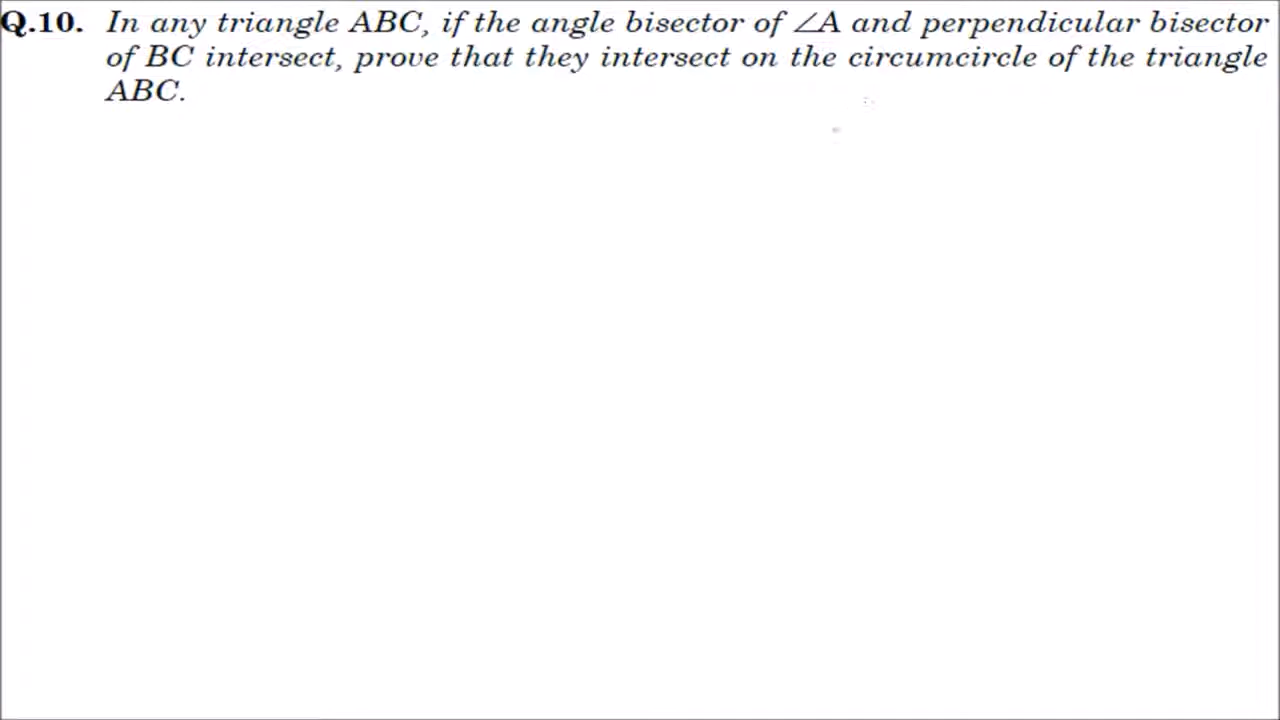 Q.10. In any triangle ABC, if the angle bisector of ∠A and perpendicular bisector
of BC intersect, prove that they intersect on the circumcircle of the triangle
ABC.